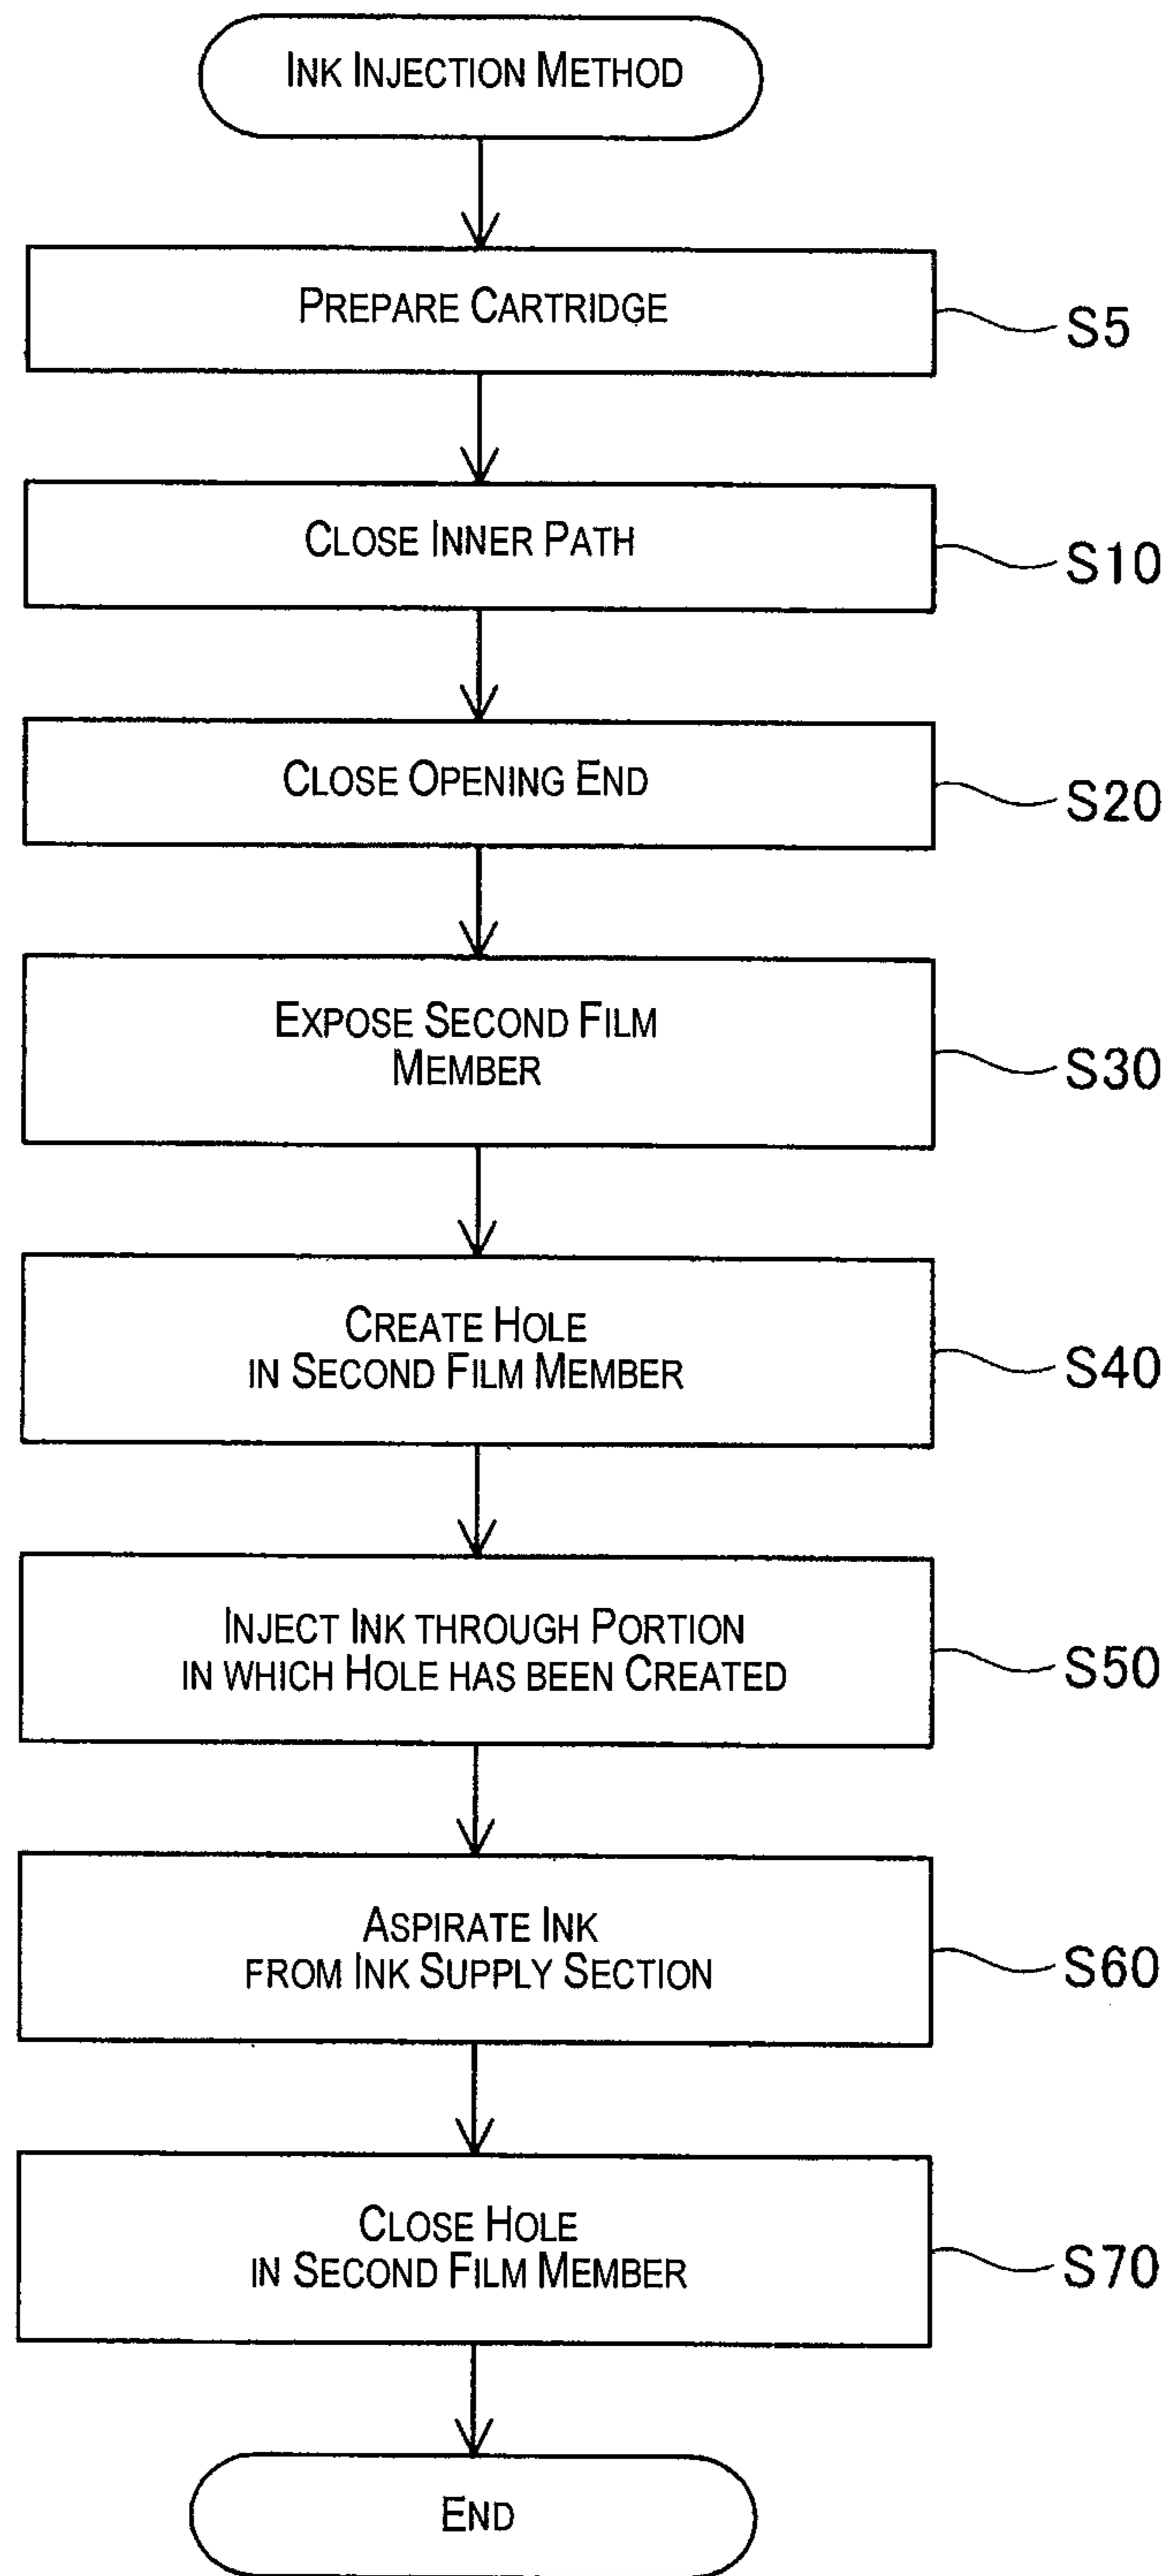 INK INJECTION METHOD
PREPARE CARTRIDGE
S5
CLOSE INNER PATH
S10
CLOSE OPENING END
S20
EXPOSE SECOND FILM
MEMBER
S30
CREATE HOLE
IN SECOND FILM MEMBER
S40
INJECT INK THROUGH PORTION
IN WHICH HOLE HAS BEEN CREATED
S50
ASPIRATE INK
FROM INK SUPPLY SECTION
S60
CLOSE HOLE
IN SECOND FILM MEMBER
S70
END